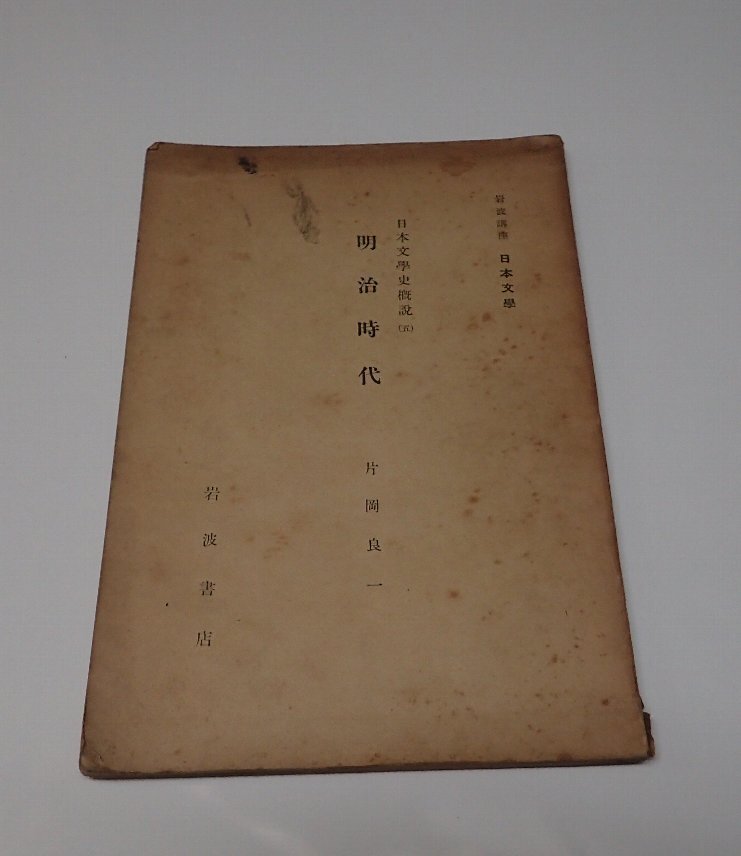 岩波講座 日本文學
日本文學史概説(五)
明治時代
片岡良一
岩波書店